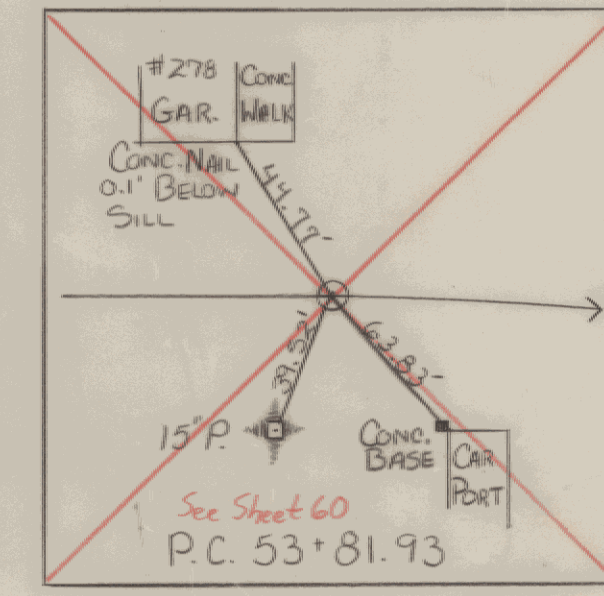 #278
GAR.
CONC
WALK
CONC. NAIL
0.1" BELOW
SILL
44.77'
39.52'
63.83'
15" P.
CONC.
BASE
CAR
PORT
See Sheet 60
P.C. 53+81.93